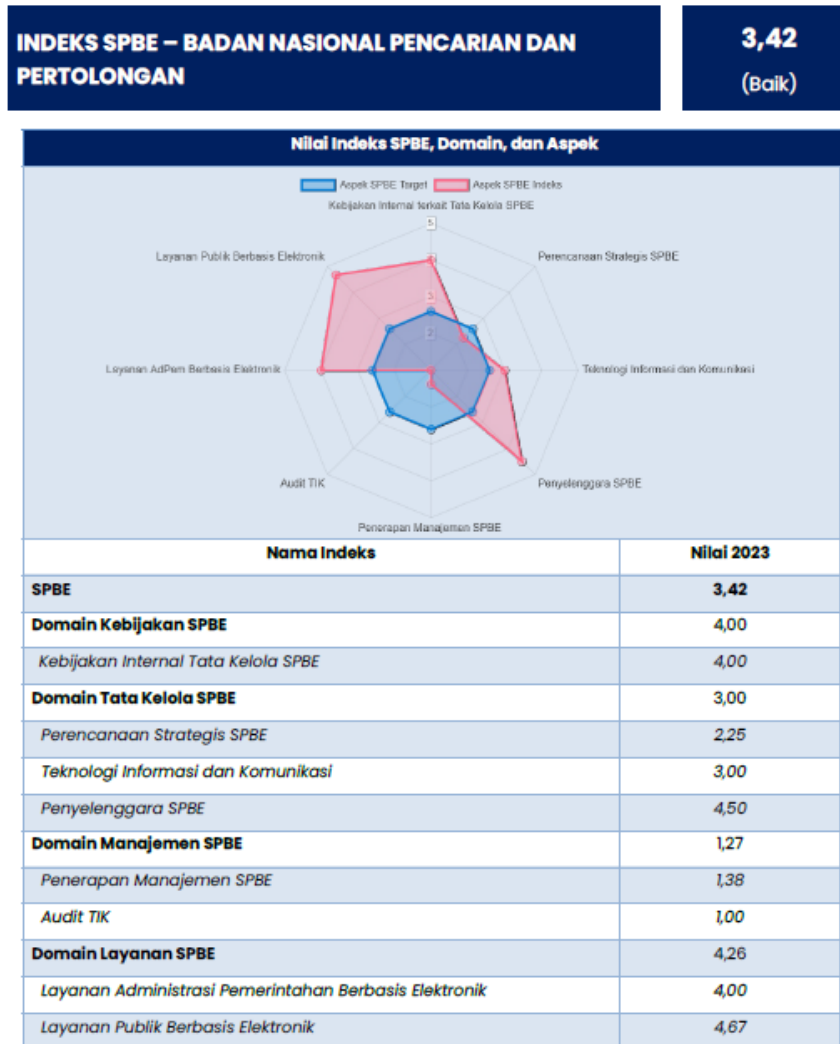 INDEKS SPBE – BADAN NASIONAL PENCARIAN DAN
PERTOLONGAN
3,42
(Baik)
Nilai Indeks SPBE, Domain, dan Aspek
Aspek SPBE Target
Aspek SPBE Indeks
Kebijakan Internal terkait Tata Kelola SPBE
5
Layanan Publik Berbasis Elektronik
Perencanaan Strategis SPBE
3
2
Layanan AdPem Berbasis Elektronik
Teknologi Informasi dan Komunikasi
Audit TIK
Penyelenggara SPBE
Penerapan Manajemen SPBE
Nama Indeks
Nilai 2023
SPBE
3,42
Domain Kebijakan SPBE
4,00
Kebijakan Internal Tata Kelola SPBE
4,00
Domain Tata Kelola SPBE
3,00
Perencanaan Strategis SPBE
2,25
Teknologi Informasi dan Komunikasi
3,00
Penyelenggara SPBE
4,50
Domain Manajemen SPBE
1,27
Penerapan Manajemen SPBE
1,38
Audit TIK
1,00
Domain Layanan SPBE
4,26
Layanan Administrasi Pemerintahan Berbasis Elektronik
4,00
Layanan Publik Berbasis Elektronik
4,67